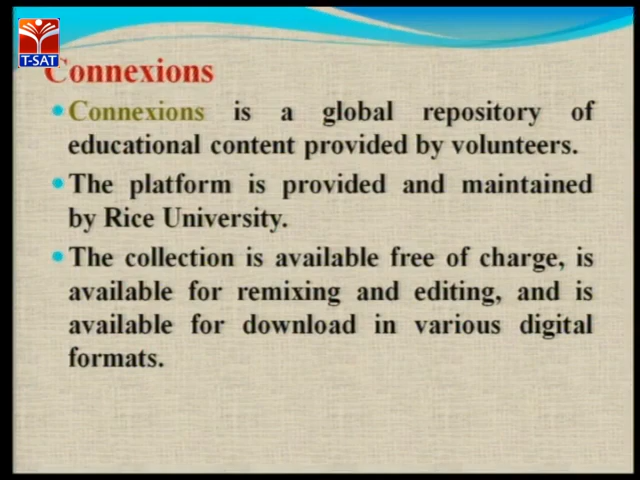 T-SAT
Connexions
Connexions is a global repository of
educational content provided by volunteers.
The platform is provided and maintained
by Rice University.
The collection is available free of charge, is
available for remixing and editing, and is
available for download in various digital
formats.